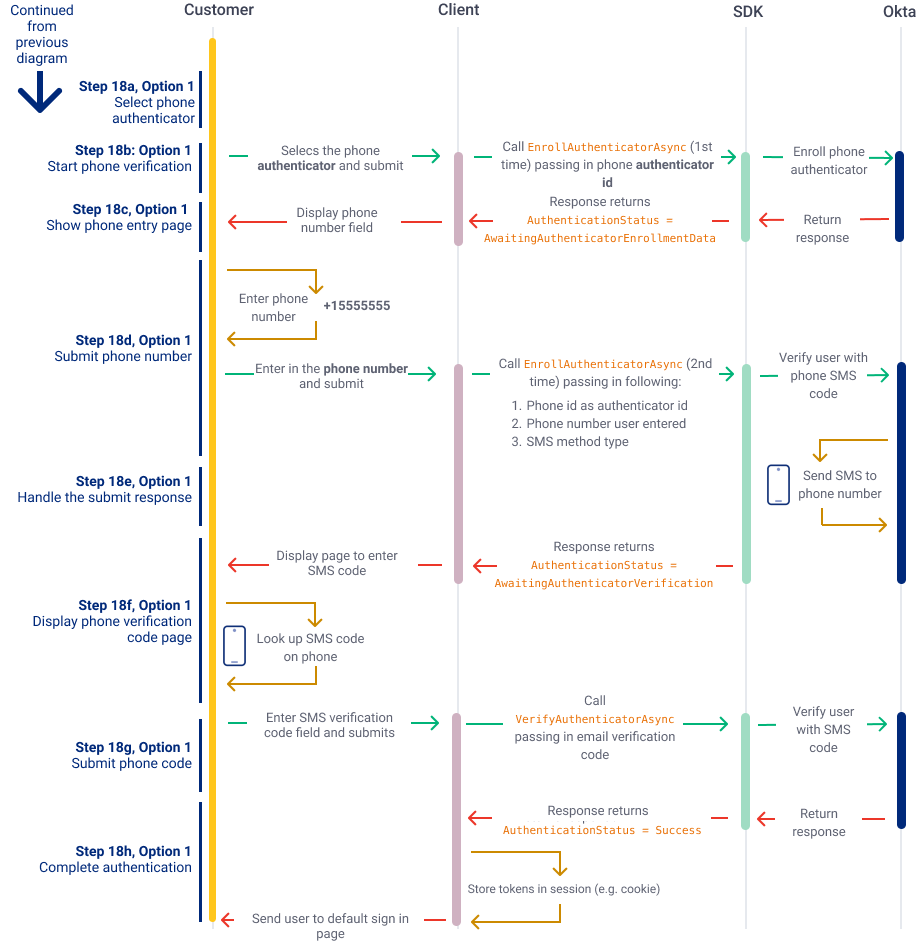 Continued
from
previous
diagram
Customer
Client
SDK
Okta
Step 18a, Option 1
Select phone
authenticator
Step 18b: Option 1
Start phone verification
Selecs the phone
authenticator and submit
Call EnrollAuthenticatorAsync (1st
time) passing in phone authenticator
id
Enroll phone
authenticator
Step 18c, Option 1
Show phone entry page
Display phone
number field
Response returns
AuthenticationStatus =
AwaitingAuthenticatorEnrollmentData
Return
response
Enter phone
number
+15555555
Step 18d, Option 1
Submit phone number
Enter in the phone number
and submit
Call EnrollAuthenticatorAsync (2nd
time) passing in following:
1. Phone id as authenticator id
2. Phone number user entered
3. SMS method type
Verify user with
phone SMS
code
Step 18e, Option 1
Handle the submit response
Send SMS to
phone number
Display page to enter
SMS code
Response returns
AuthenticationStatus =
AwaitingAuthenticatorVerification
Step 18f, Option 1
Display phone verification
code page
Look up SMS code
on phone
Step 18g, Option 1
Submit phone code
Enter SMS verification
code field and submits
Call
VerifyAuthenticatorAsync
passing in email verification
code
Verify user
with SMS
code
Response returns
AuthenticationStatus = Success
Return
response
Step 18h, Option 1
Complete authentication
Store tokens in session (e.g. cookie)
Send user to default sign in
page